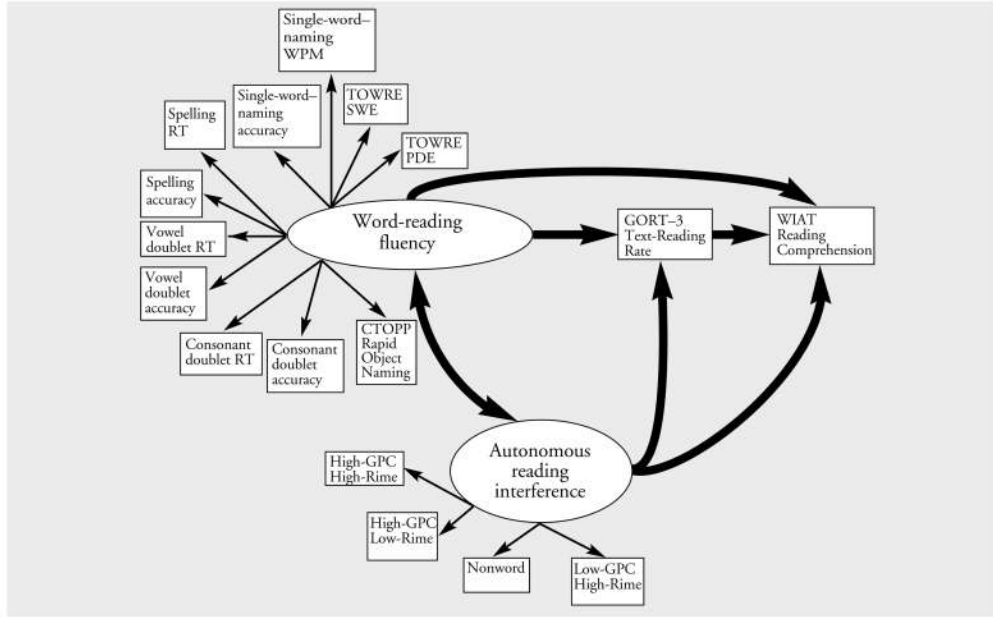 Single-word–
naming
WPM
Single-word–
naming
accuracy
TOWRE
SWE
Spelling
RT
TOWRE
PDE
Spelling
accuracy
Vowel
doublet RT
Vowel
doublet
accuracy
Consonant
doublet RT
Consonant
doublet
accuracy
CTOPP
Rapid
Object
Naming
Word-reading
fluency
GORT–3
Text-Reading
Rate
WIAT
Reading
Comprehension
Autonomous
reading
interference
High-GPC
High-Rime
High-GPC
Low-Rime
Nonword
Low-GPC
High-Rime